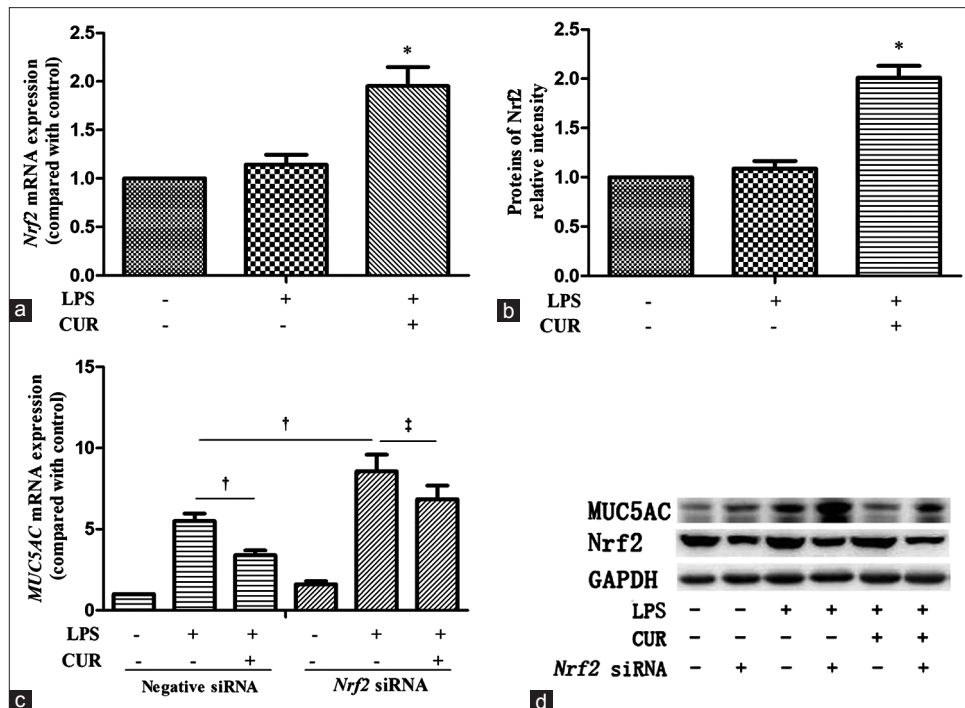 Nrf2 mRNA expression
(compared with control)
2.5
2.0
1.5
1.0
0.5
0.0
*
LPS - + +
CUR - - +
a
Proteins of Nrf2
relative intensity
2.5
2.0
1.5
1.0
0.5
0.0
*
LPS - + +
CUR - - +
b
MUC5AC mRNA expression
(compared with control)
15
10
5
0
†
†
‡
LPS - + + - + +
CUR - - + - - +
Negative siRNA Nrf2 siRNA
c
MUC5AC
Nrf2
GAPDH
LPS - - + + + +
CUR - - - - + +
Nrf2 siRNA - + - + - +
d